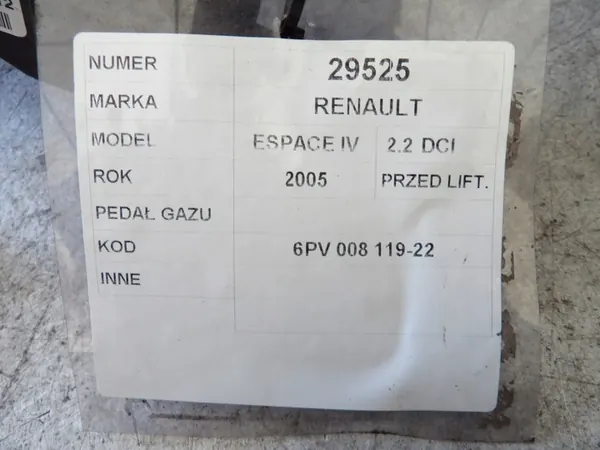 NUMER 29525
MARKA RENAULT
MODEL ESPACE IV 2.2 DCI
ROK 2005 PRZED LIFT.
PEDAŁ GAZU
KOD 6PV 008 119-22
INNE